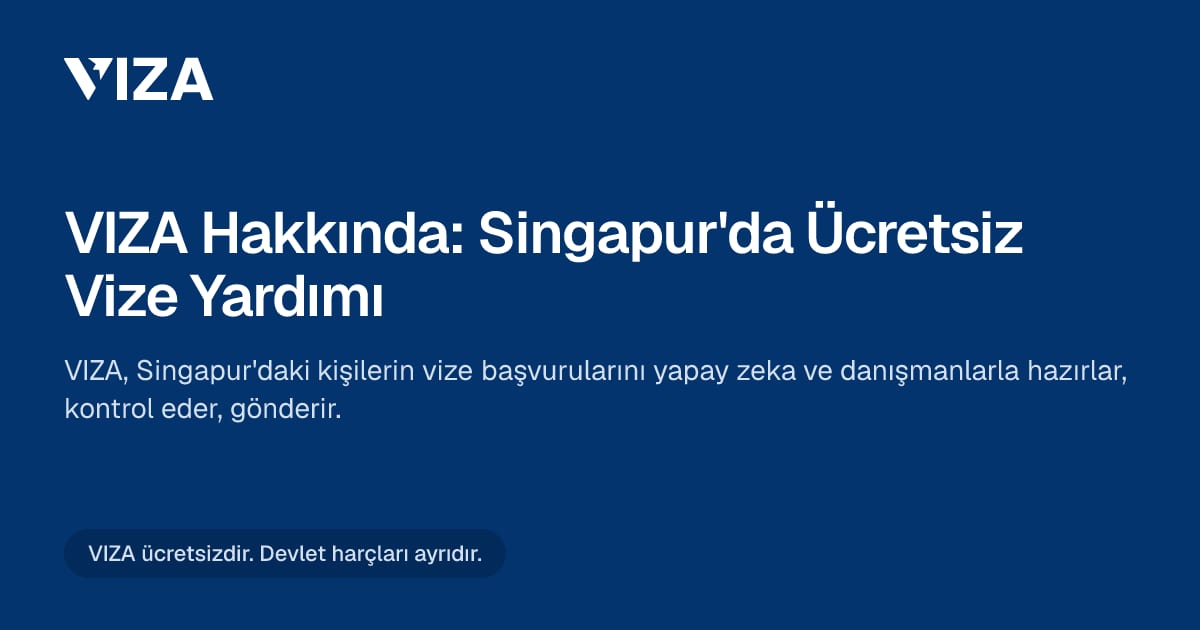 VIZA
VIZA Hakkında: Singapur'da Ücretsiz
Vize Yardımı
VIZA, Singapur'daki kişilerin vize başvurularını yapay zeka ve danışmanlarla hazırlar,
kontrol eder, gönderir.
VIZA ücretsizdir. Devlet harçları ayrıdır.